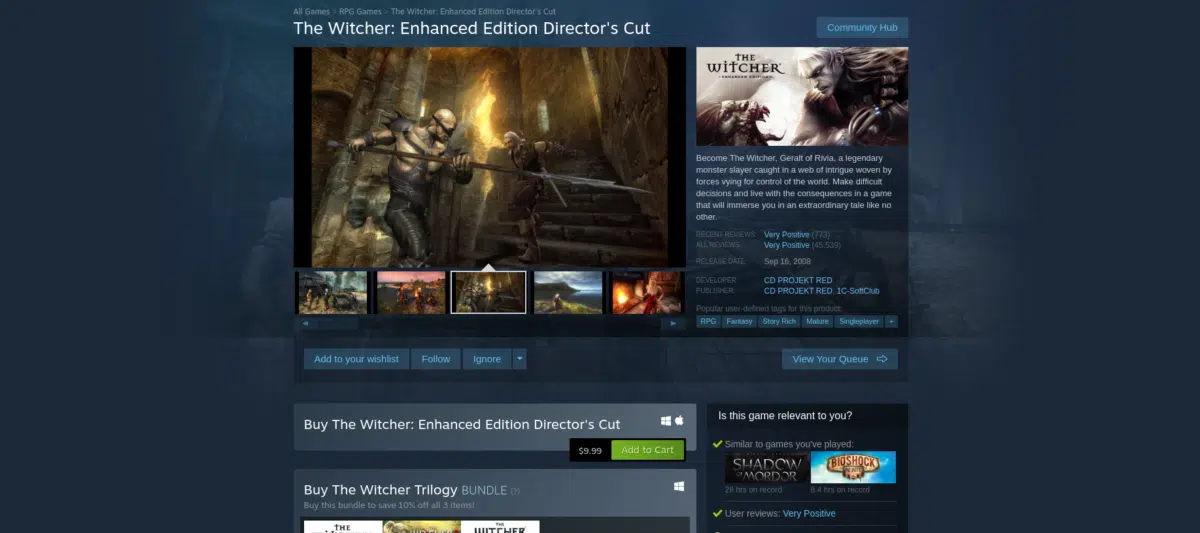 All Games > RPG Games > The Witcher: Enhanced Edition Director's Cut
The Witcher: Enhanced Edition Director's Cut
Community Hub
THE
WITCHER
ENHANCED EDITION
Become The Witcher, Geralt of Rivia, a legendary
monster slayer caught in a web of intrigue woven by
forces vying for control of the world. Make difficult
decisions and live with the consequences in a game
that will immerse you in an extraordinary tale like no
other.
RECENT REVIEWS: Very Positive (773)
ALL REVIEWS: Very Positive (45,539)
RELEASE DATE: Sep 16, 2008
DEVELOPER: CD PROJEKT RED
PUBLISHER: CD PROJEKT RED, 1C-SoftClub
Popular user-defined tags for this product:
RPG Fantasy Story Rich Mature Singleplayer +
Add to your wishlist Follow Ignore
View Your Queue
Buy The Witcher: Enhanced Edition Director's Cut
$9.99 Add to Cart
Buy The Witcher Trilogy BUNDLE (?)
Buy this bundle to save 10% off all 3 items!
THE
WITCHER
THE
WITCHER
Is this game relevant to you?
Similar to games you've played:
SHADOW
OF
MORDOR
BIOSHOCK
29 hrs on record 8.4 hrs on record
User reviews: Very Positive